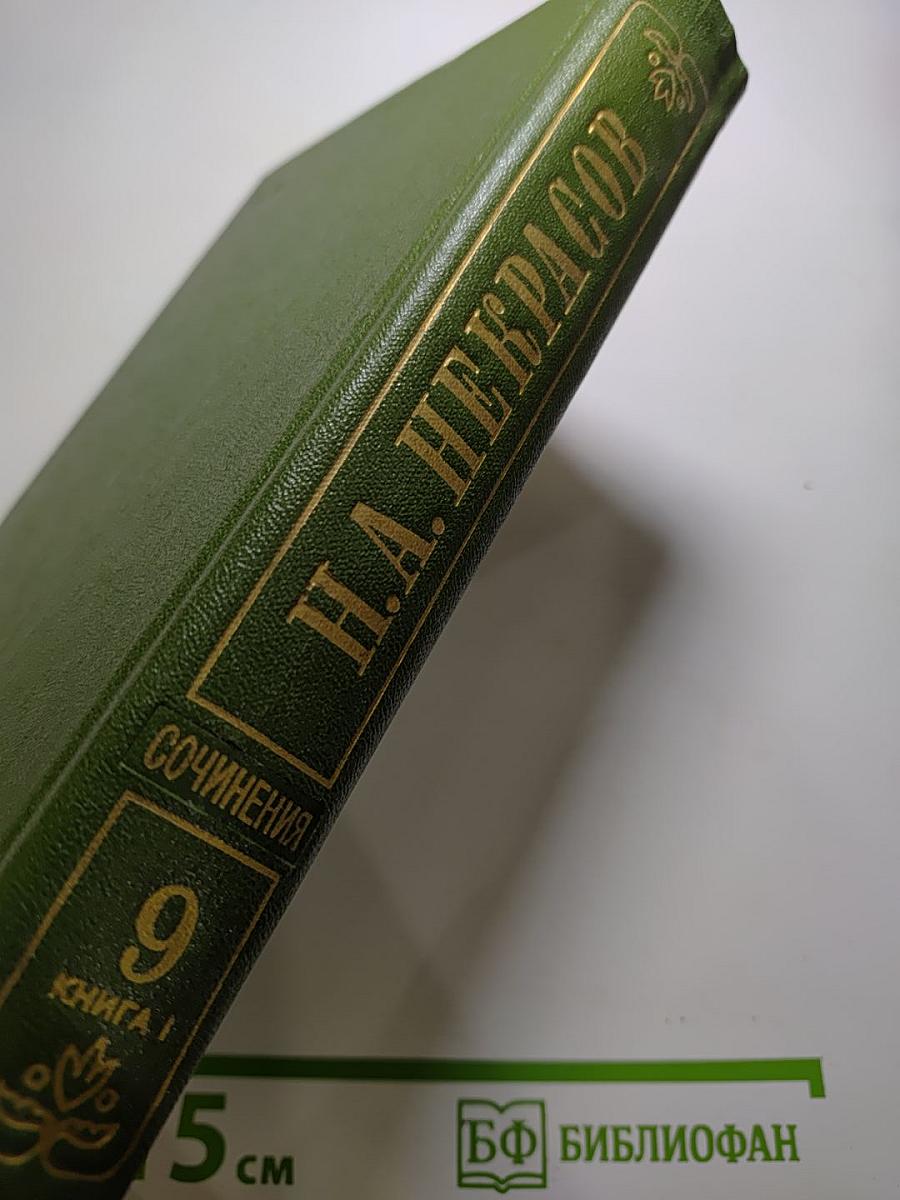 Н. А. НЕКРАСОВ
СОЧИНЕНИЯ
9
КНИГА I
5 см
БФ БИБЛИОФАН